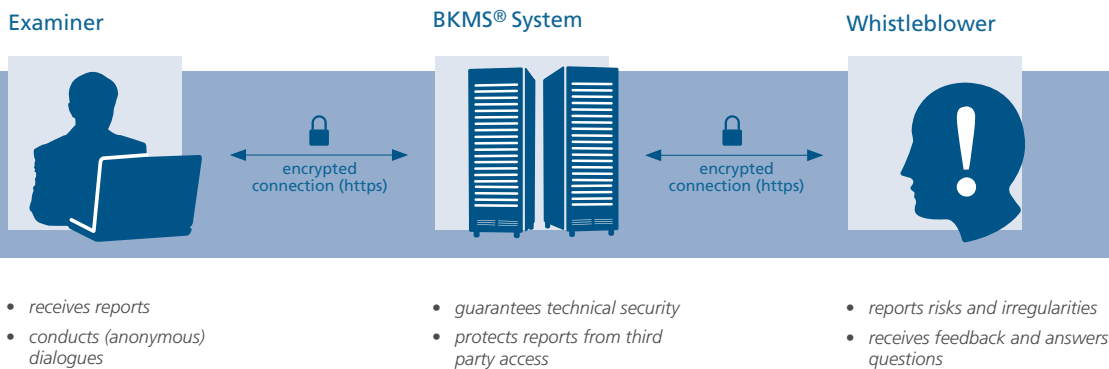 Examiner
BKMS® System
Whistleblower
encrypted
connection (https)
encrypted
connection (https)
• receives reports
• conducts (anonymous)
dialogues
• guarantees technical security
• protects reports from third
party access
• reports risks and irregularities
• receives feedback and answers
questions